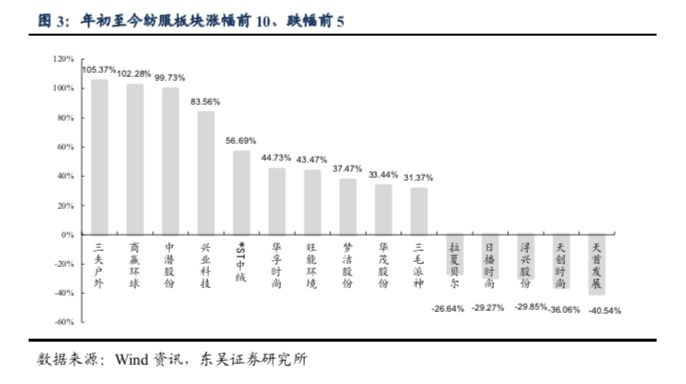 图 3：年初至今纺服板块涨幅前 10、跌幅前 5
120%
100%
80%
60%
40%
20%
0%
-20%
-40%
-60%
105.37%
102.28%
99.73%
83.56%
56.69%
44.73%
43.47%
37.47%
33.44%
31.37%
三夫户外
商赢环球
中潜股份
兴业科技
*ST中绒
华孚时尚
旺能环境
梦洁股份
华茂股份
三毛派神
拉夏贝尔
日播时尚
浔兴股份
天创时尚
天首发展
-26.64%
-29.27%
-29.85%
-36.06%
-40.54%
数据来源：Wind 资讯，东吴证券研究所